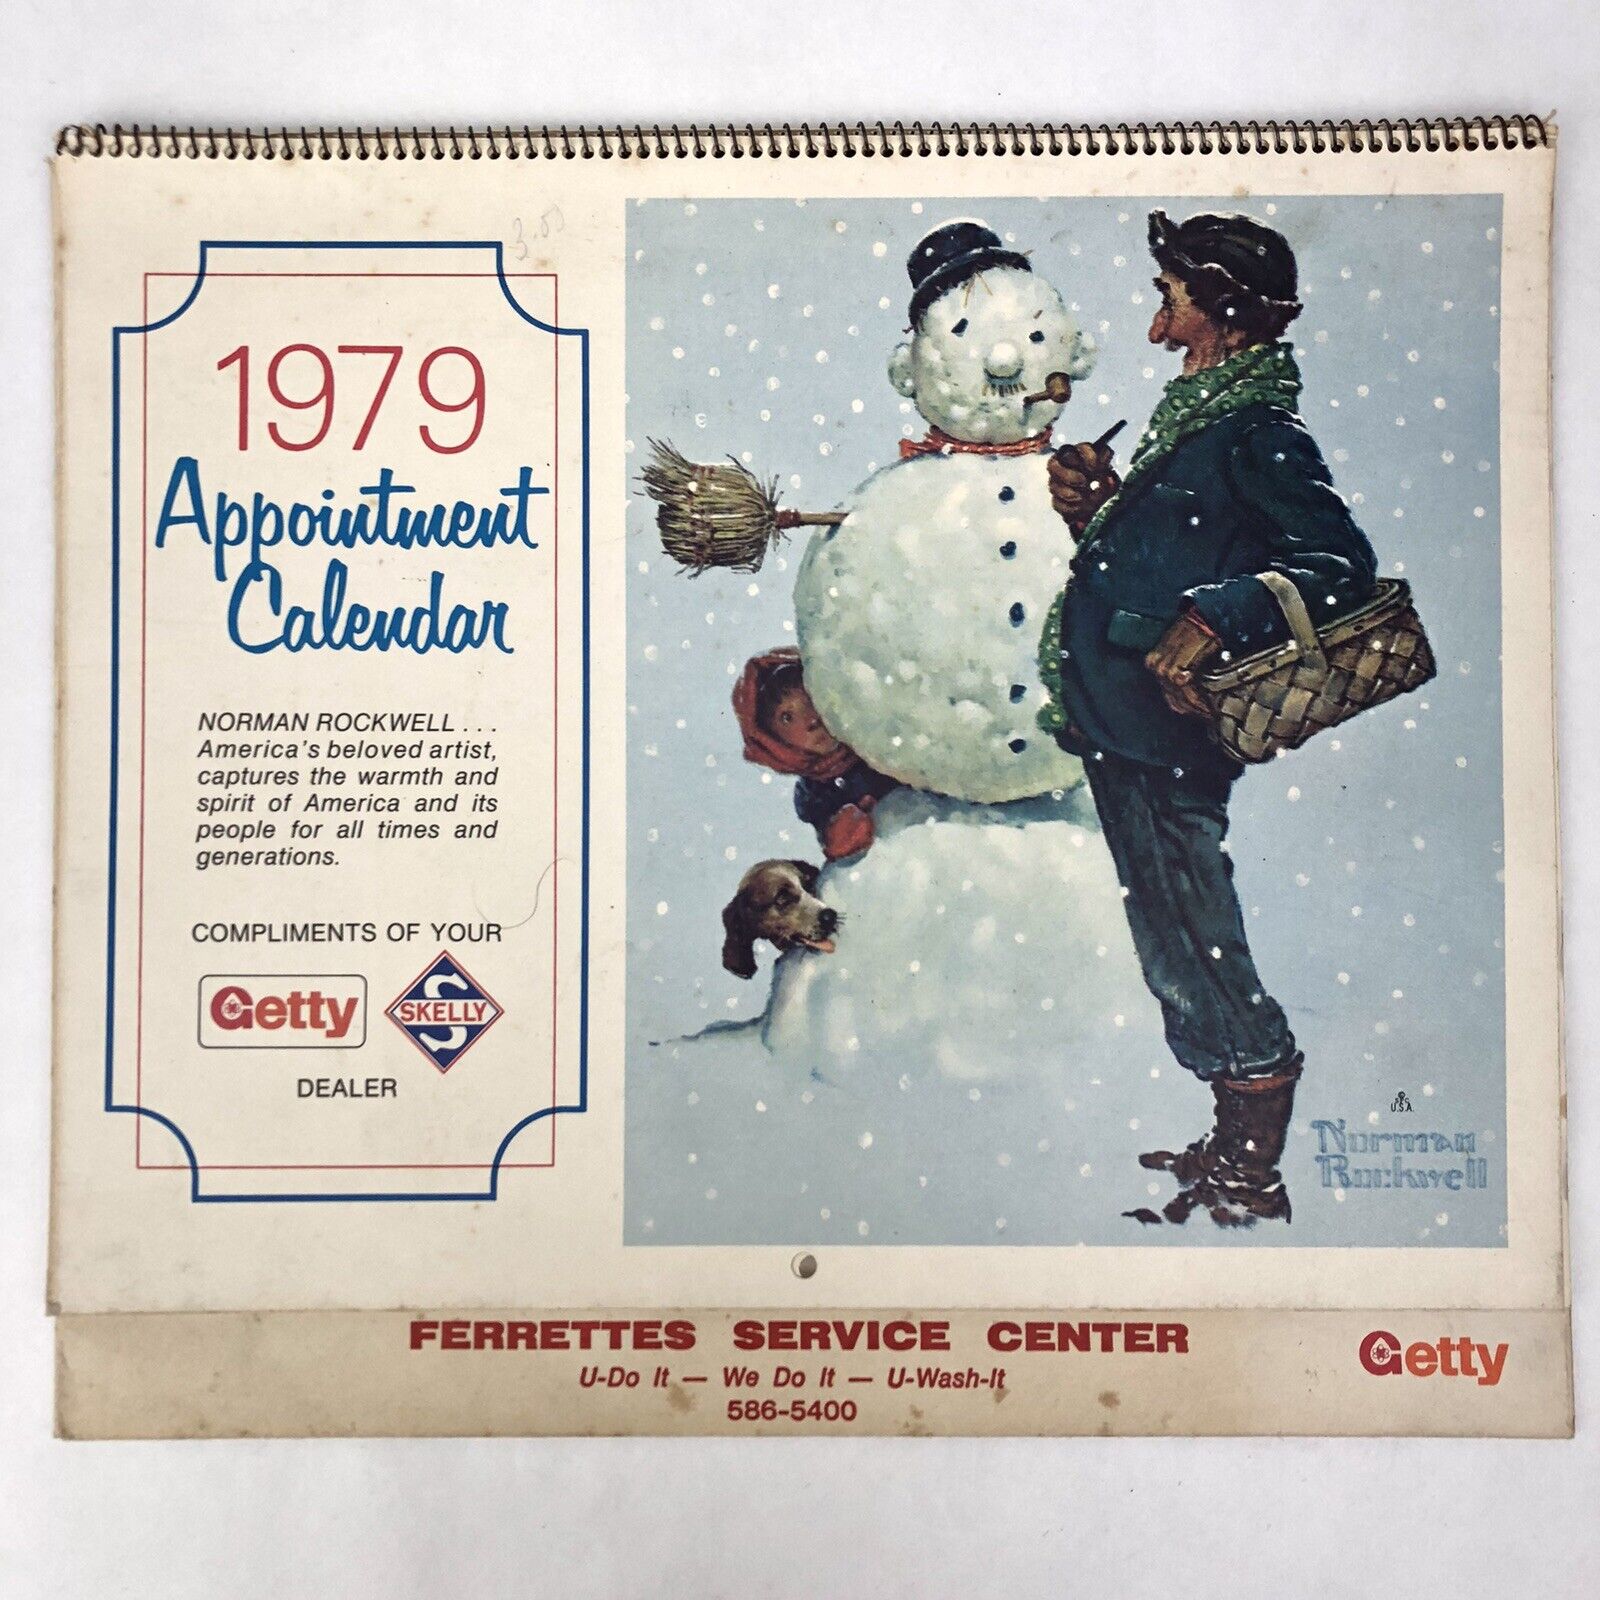 3.00
1979
Appointment
Calendar
NORMAN ROCKWELL . . .
America's beloved artist,
captures the warmth and
spirit of America and its
people for all times and
generations.
COMPLIMENTS OF YOUR
Getty
S
SKELLY
DEALER
U.S.A.
Norman
Rockwell
FERRETTES SERVICE CENTER
U-Do It — We Do It — U-Wash-It
586-5400
Getty